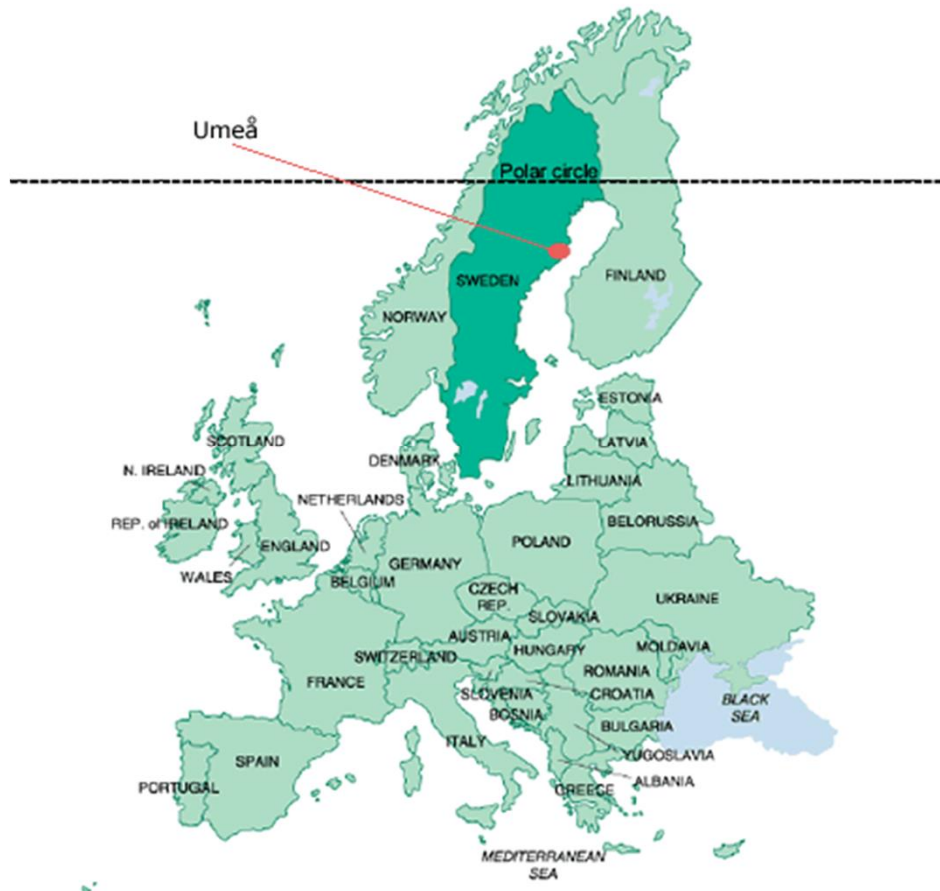 Umeå
Polar circle
SWEDEN
FINLAND
NORWAY
ESTONIA
SCOTLAND
LATVIA
DENMARK
N. IRELAND
LITHUANIA
NETHERLANDS
REP. of IRELAND
BELORUSSIA
ENGLAND
POLAND
GERMANY
WALES
BELGIUM
CZECH
REP.
UKRAINE
SLOVAKIA
AUSTRIA
MOLDAVIA
HUNGARY
SWITZERLAND
ROMANIA
FRANCE
SLOVENIA
CROATIA
BLACK
SEA
BOSNIA
BULGARIA
ITALY
YUGOSLAVIA
SPAIN
ALBANIA
PORTUGAL
GREECE
MEDITERRANEAN
SEA